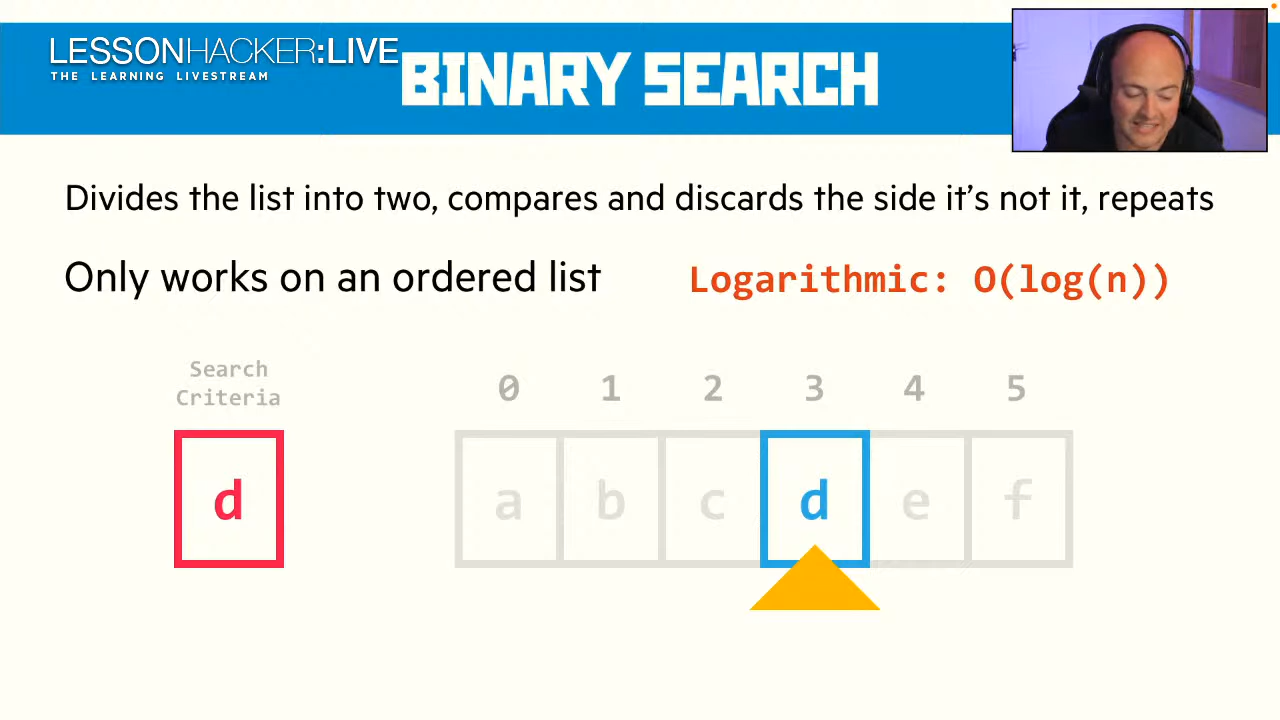 LESSONHACKER:LIVE
THE LEARNING LIVESTREAM
BINARY SEARCH
Divides the list into two, compares and discards the side it's not it, repeats
Only works on an ordered list
Logarithmic: O(log(n))
Search
Criteria
d
0 1 2 3 4 5
a b c d e f